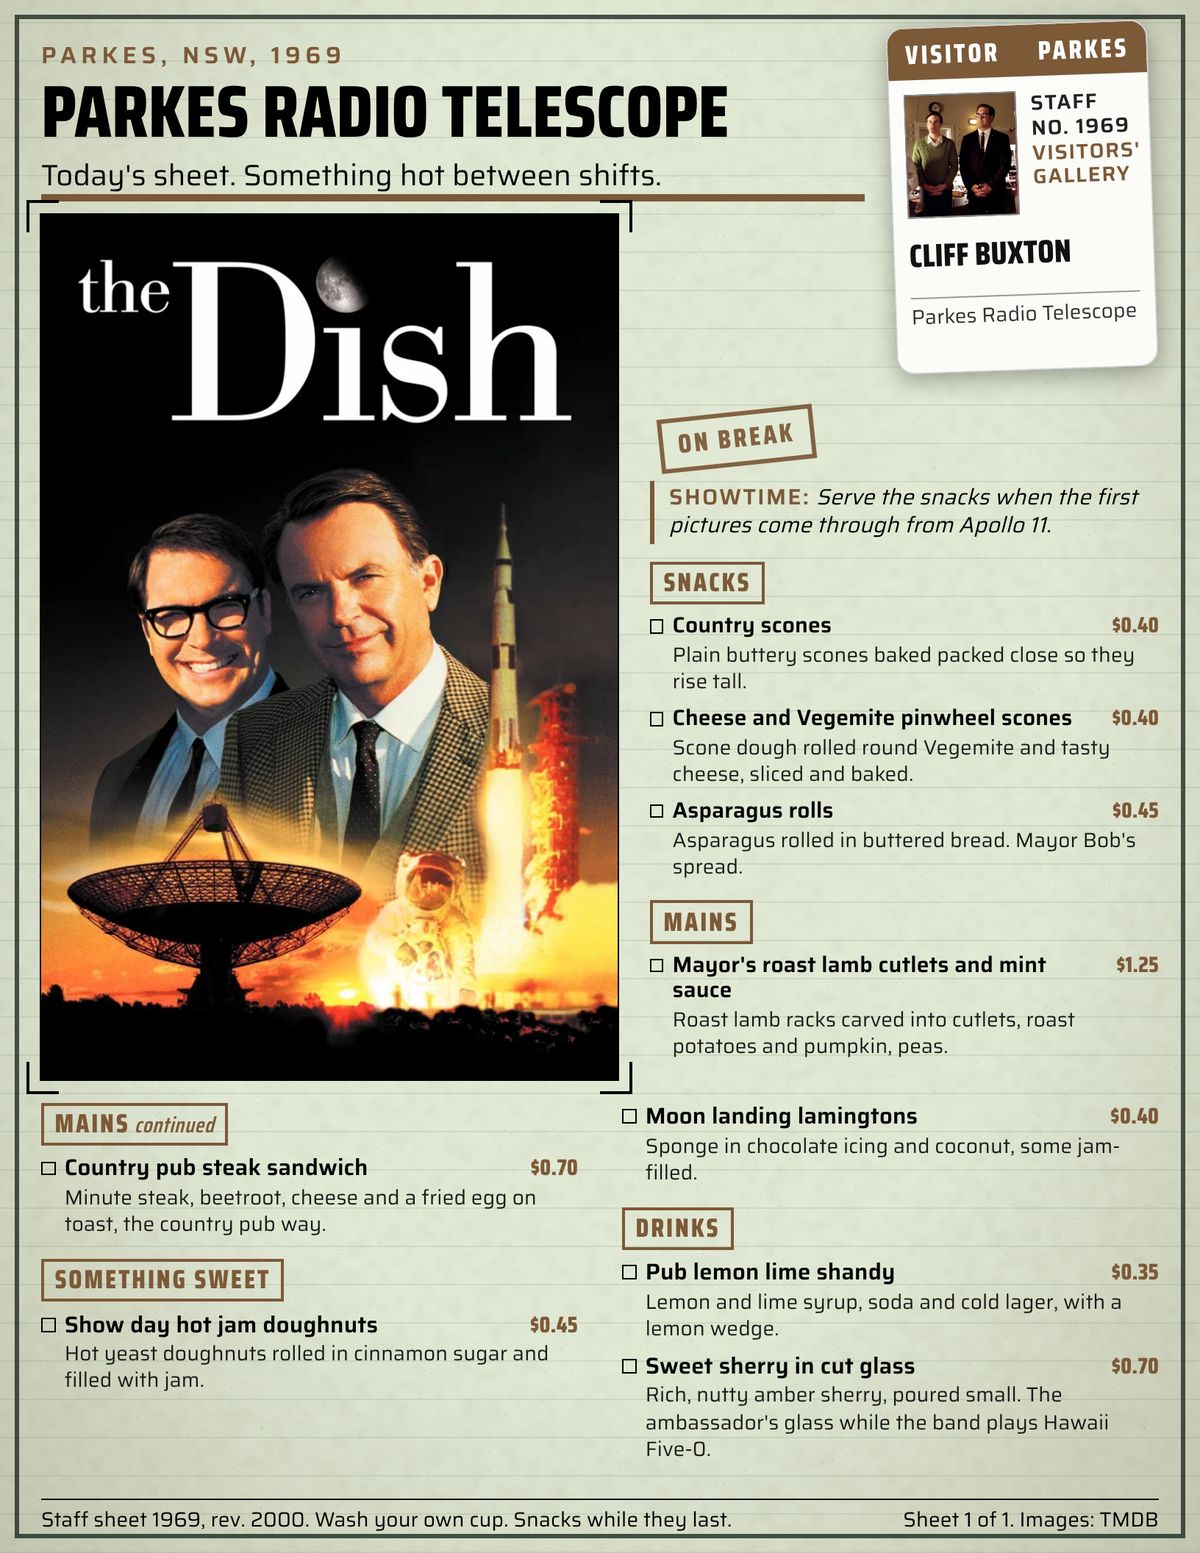 PARKES, NSW, 1969
PARKES RADIO TELESCOPE
Today's sheet. Something hot between shifts.
VISITOR PARKES
STAFF
NO. 1969
VISITORS'
GALLERY
CLIFF BUXTON
Parkes Radio Telescope
the Dish
ON BREAK
SHOWTIME: Serve the snacks when the first
pictures come through from Apollo 11.
SNACKS
Country scones $0.40
Plain buttery scones baked packed close so they
rise tall.
Cheese and Vegemite pinwheel scones $0.40
Scone dough rolled round Vegemite and tasty
cheese, sliced and baked.
Asparagus rolls $0.45
Asparagus rolled in buttered bread. Mayor Bob's
spread.
MAINS
Mayor's roast lamb cutlets and mint $1.25
sauce
Roast lamb racks carved into cutlets, roast
potatoes and pumpkin, peas.
MAINS continued
Country pub steak sandwich $0.70
Minute steak, beetroot, cheese and a fried egg on
toast, the country pub way.
SOMETHING SWEET
Show day hot jam doughnuts $0.45
Hot yeast doughnuts rolled in cinnamon sugar and
filled with jam.
Moon landing lamingtons $0.40
Sponge in chocolate icing and coconut, some jam-
filled.
DRINKS
Pub lemon lime shandy $0.35
Lemon and lime syrup, soda and cold lager, with a
lemon wedge.
Sweet sherry in cut glass $0.70
Rich, nutty amber sherry, poured small. The
ambassador's glass while the band plays Hawaii
Five-O.
Staff sheet 1969, rev. 2000. Wash your own cup. Snacks while they last.
Sheet 1 of 1. Images: TMDB